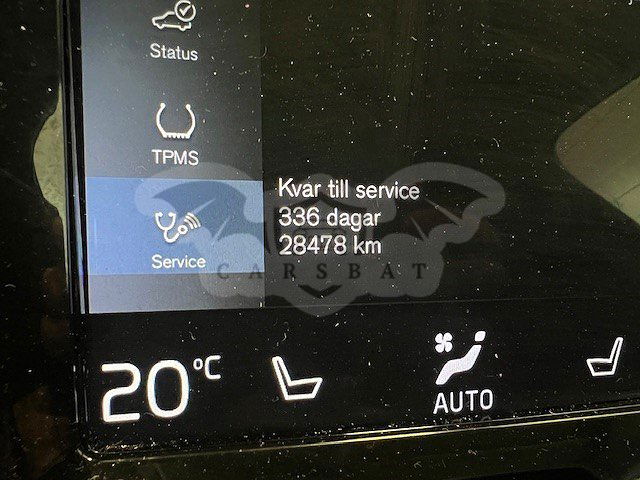 Status
TPMS
Service
Kvar till service
336 dagar
28478 km
CARSBAT
20°C
AUTO